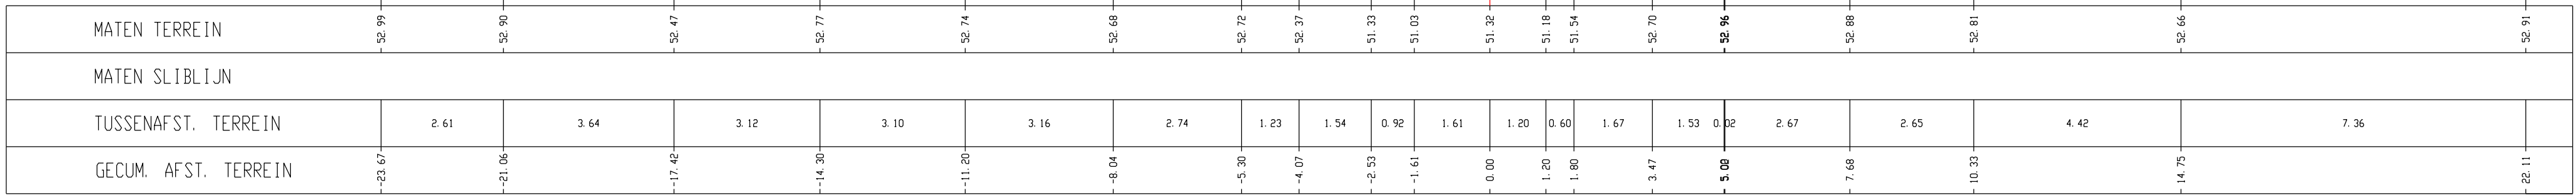 MATEN TERREIN 52.99 52.90 52.47 52.77 52.74 52.68 52.72 52.37 51.33 51.03 51.32 51.18 51.54 52.70 52.96 52.88 52.81 52.66 52.91
MATEN SLIBLIJN
TUSSENAFST. TERREIN 2.61 3.64 3.12 3.10 3.16 2.74 1.23 1.54 0.92 1.61 1.20 0.60 1.67 1.53 0.02 2.67 2.65 4.42 7.36
GECUM. AFST. TERREIN -23.67 -21.06 -17.42 -14.30 -11.20 -8.04 -5.30 -4.07 -2.53 -1.61 0.00 1.20 1.80 3.47 7.68 10.33 14.75 22.11